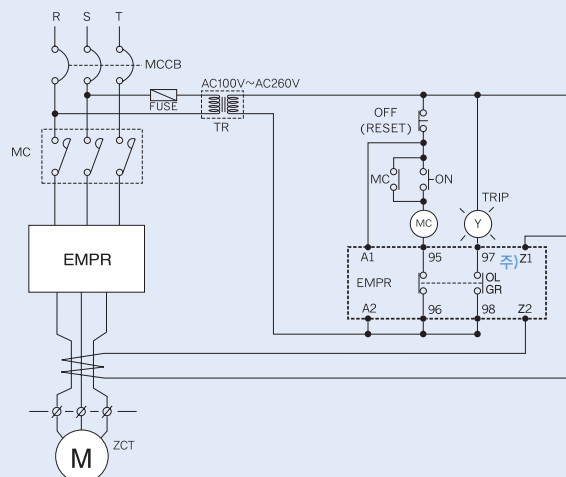 R S T
MCCB
AC100V~AC260V
FUSE
TR
OFF
(RESET)
MC
MC
ON
TRIP
MC
Y
EMPR
A1
95
97
주)
Z1
EMPR
OL
GR
A2
96
98
Z2
ZCT
M